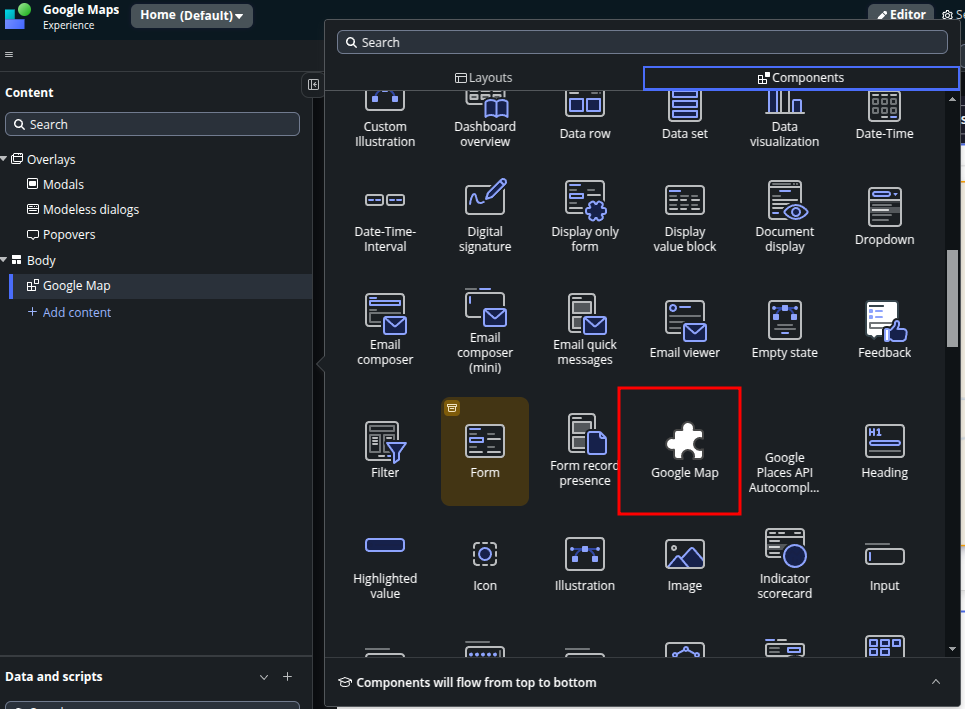 Google Maps
Experience
Home (Default)
Editor
Search
Layouts
Components
Content
Search
Overlays
Modals
Modeless dialogs
Popovers
Body
Google Map
+ Add content
Custom
Illustration
Dashboard
overview
Data row
Data set
Data
visualization
Date-Time
Date-Time-
Interval
Digital
signature
Display only
form
Display
value block
Document
display
Dropdown
Email
composer
Email
composer
(mini)
Email quick
messages
Email viewer
Empty state
Feedback
Filter
Form
Form record
presence
Google Map
Google
Places API
Autocompl...
H1
Heading
Highlighted
value
Icon
Illustration
Image
Indicator
scorecard
Input
Data and scripts
Components will flow from top to bottom